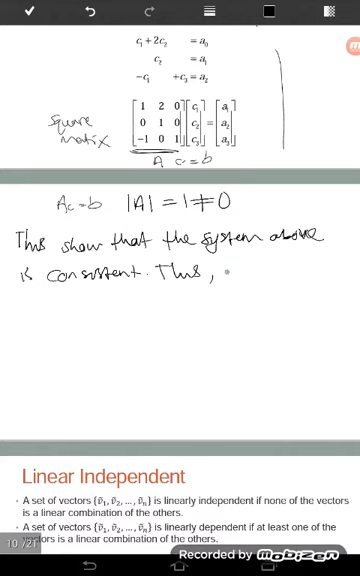 c₁ + 2c₂ = a₀
c₂ = a₁
−c₁ +c₃ = a₂
Square
Matrix
[1 2 0] [c₁] [a₁]
[0 1 0] [c₂] = [a₂]
[−1 0 1] [c₃] [a₃]
A c = b
Ac = b |A| = 1 ≠ 0
This show that the system above
is consistent. Thus,
Linear Independent
• A set of vectors {v̄₁, v̄₂, ..., v̄ₙ} is linearly independent if none of the vectors
is a linear combination of the others.
• A set of vectors {v̄₁, v̄₂, ..., v̄ₙ} is linearly dependent if at least one of the
vectors is a linear combination of the others.
10 / 21
Recorded by Mobizen